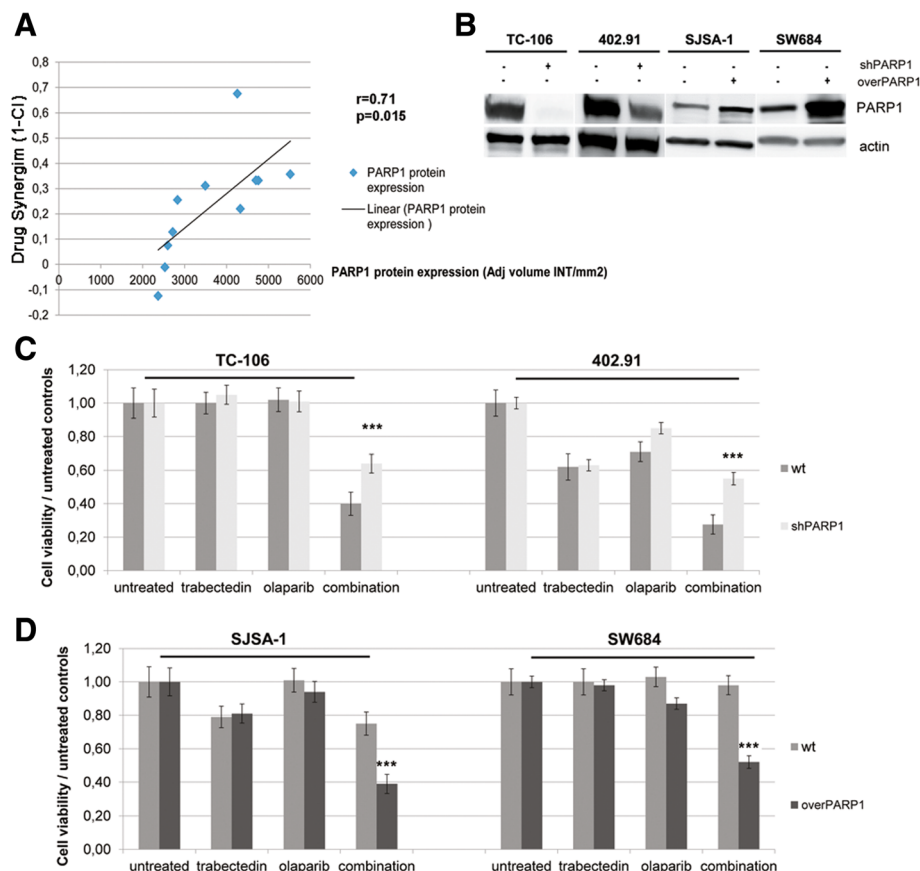 A
0,8
0,7
0,6
0,5
0,4
0,3
0,2
0,1
0
-0,1
-0,2
Drug Synergim (1-CI)
0 1000 2000 3000 4000 5000 6000
PARP1 protein expression (Adj volume INT/mm2)
r=0.71
p=0.015
PARP1 protein
expression
Linear (PARP1 protein
expression )
B
TC-106 402.91 SJSA-1 SW684
- + - + - - - - shPARP1
- - - - - + - + overPARP1
PARP1
actin
C
TC-106 402.91
1,20
1,00
0,80
0,60
0,40
0,20
0,00
Cell viability / untreated controls
*** ***
untreated trabectedin olaparib combination untreated trabectedin olaparib combination
wt
shPARP1
D
SJSA-1 SW684
1,20
1,00
0,80
0,60
0,40
0,20
0,00
Cell viability / untreated controls
*** ***
untreated trabectedin olaparib combination untreated trabectedin olaparib combination
wt
overPARP1